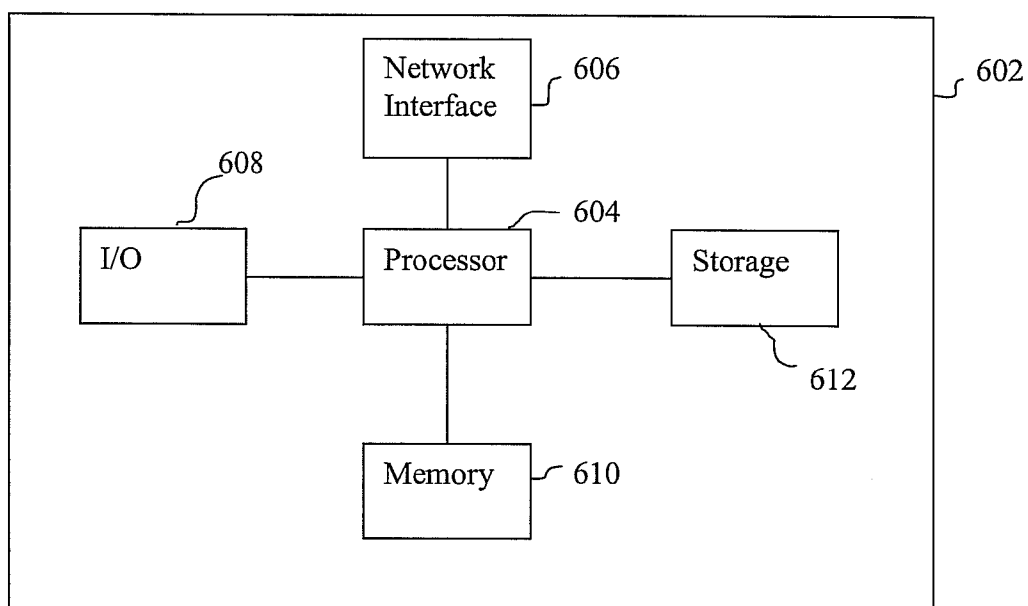 Network
Interface
606
602
608
604
I/O
Processor
Storage
612
Memory
610